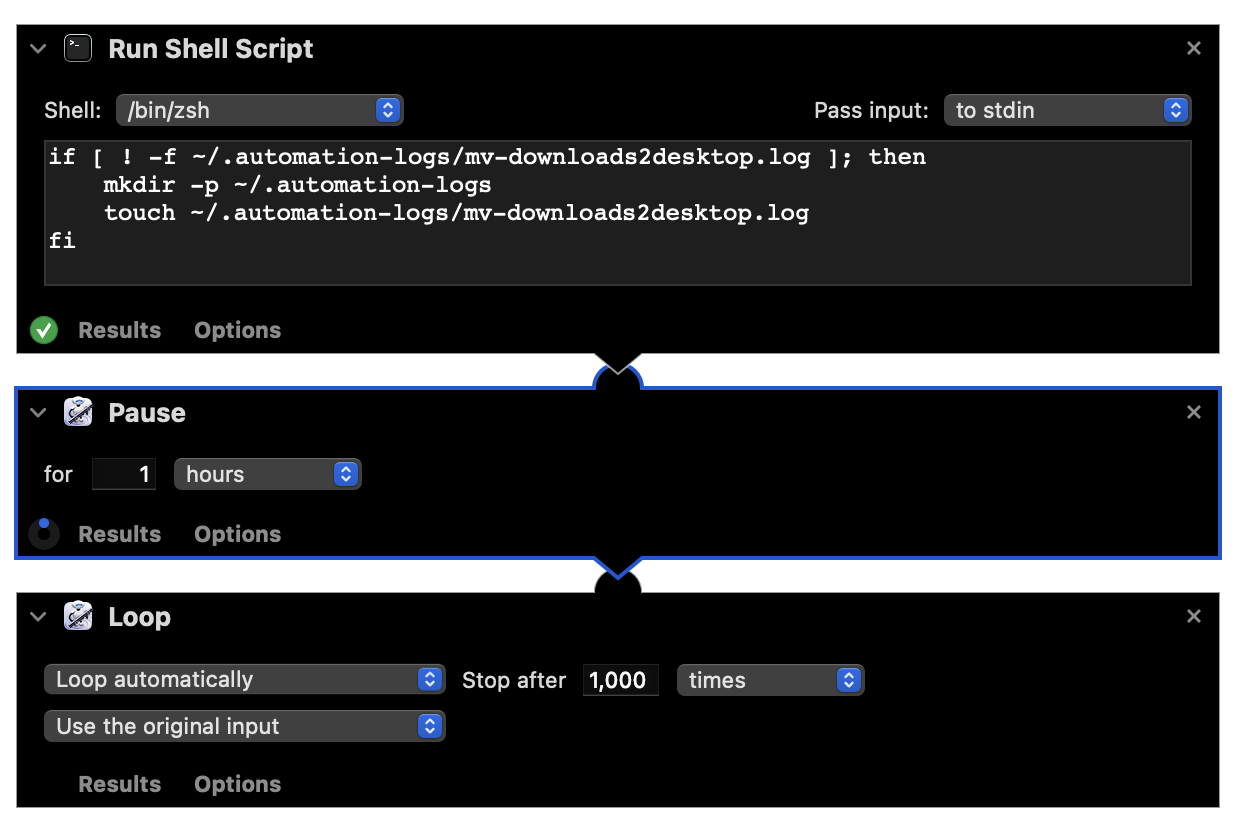 Run Shell Script
Shell: /bin/zsh Pass input: to stdin
if [ ! -f ~/.automation-logs/mv-downloads2desktop.log ]; then
    mkdir -p ~/.automation-logs
    touch ~/.automation-logs/mv-downloads2desktop.log
fi
Results Options
Pause
for 1 hours
Results Options
Loop
Loop automatically Stop after 1,000 times
Use the original input
Results Options